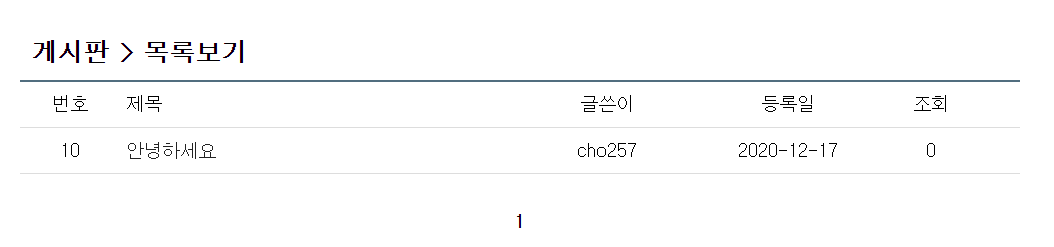 게시판 > 목록보기
번호 제목 글쓴이 등록일 조회
10 안녕하세요 cho257 2020-12-17 0
1